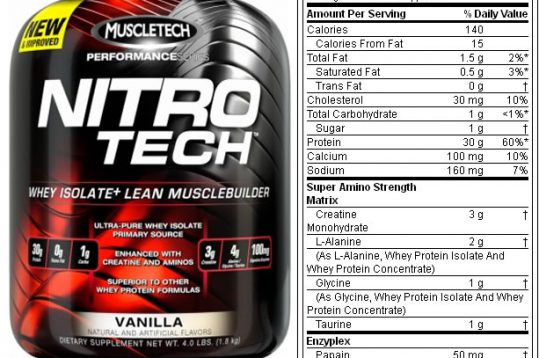 NEW
& IMPROVED
MUSCLETECH
PERFORMANCE SERIES
NITRO
TECH
WHEY ISOLATE+ LEAN MUSCLEBUILDER
ULTRA-PURE WHEY ISOLATE
PRIMARY SOURCE
30g 0g 1g
ENHANCED WITH
CREATINE AND AMINOS
3g 4g 100mg
SUPERIOR TO OTHER
WHEY PROTEIN FORMULAS
VANILLA
NATURAL AND ARTIFICIAL FLAVORS
DIETARY SUPPLEMENT NET WT. 4.0 LBS. (1.8 kg)
Amount Per Serving % Daily Value
Calories 140
Calories From Fat 15
Total Fat 1.5 g 2%*
Saturated Fat 0.5 g 3%*
Trans Fat 0 g †
Cholesterol 30 mg 10%
Total Carbohydrate 1 g <1%*
Sugar 1 g †
Protein 30 g 60%*
Calcium 100 mg 10%
Sodium 160 mg 7%
Super Amino Strength
Matrix
Creatine 3 g †
Monohydrate
L-Alanine 2 g †
(As L-Alanine, Whey Protein Isolate And
Whey Protein Concentrate)
Glycine 1 g †
(As Glycine, Whey Protein Isolate And Whey
Protein Concentrate)
Taurine 1 g †
Enzyplex
Papain 50 mg †